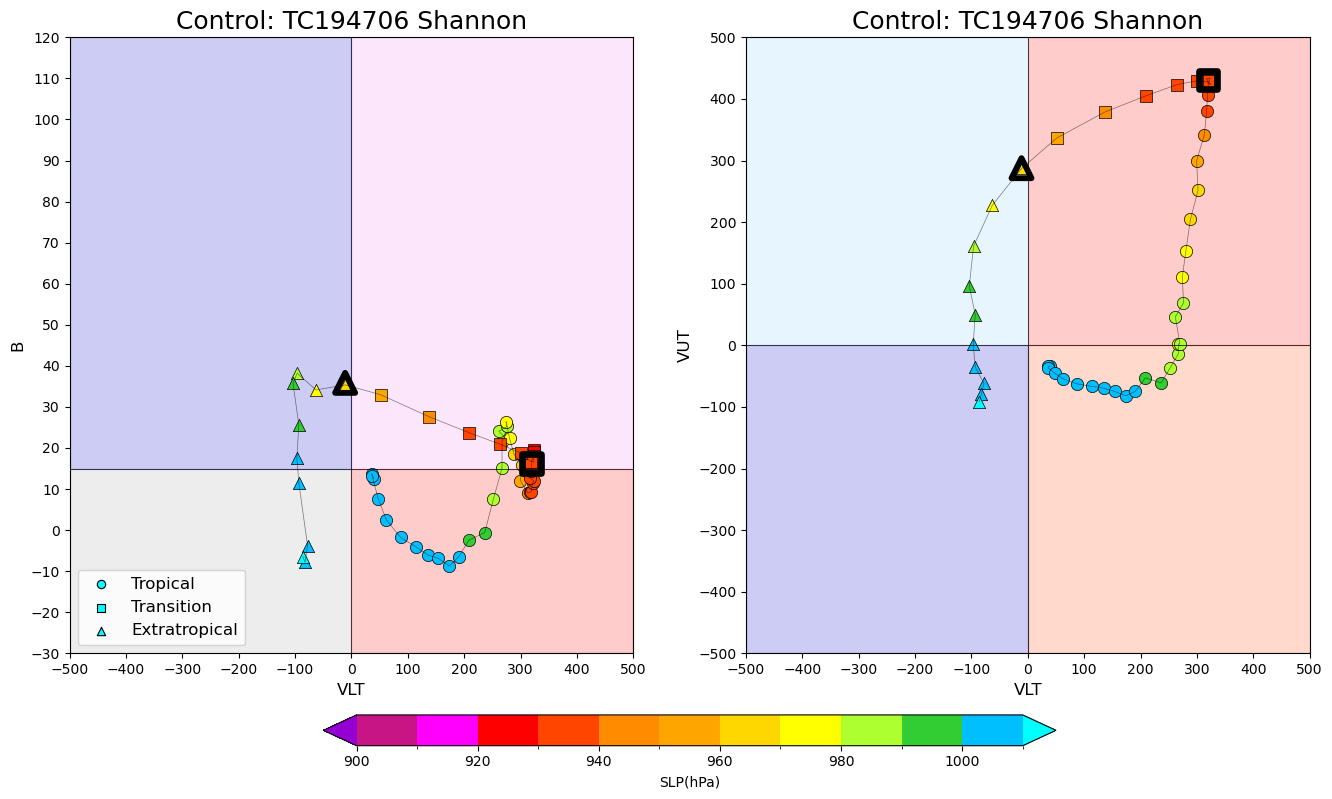 Control: TC194706 Shannon
120
110
100
90
80
70
60
50
40
30
20
10
0
−10
−20
−30
B
Tropical
Transition
Extratropical
−500 −400 −300 −200 −100 0 100 200 300 400 500
VLT
Control: TC194706 Shannon
500
400
300
200
100
0
−100
−200
−300
−400
−500
VUT
−500 −400 −300 −200 −100 0 100 200 300 400 500
VLT
900 920 940 960 980 1000
SLP(hPa)